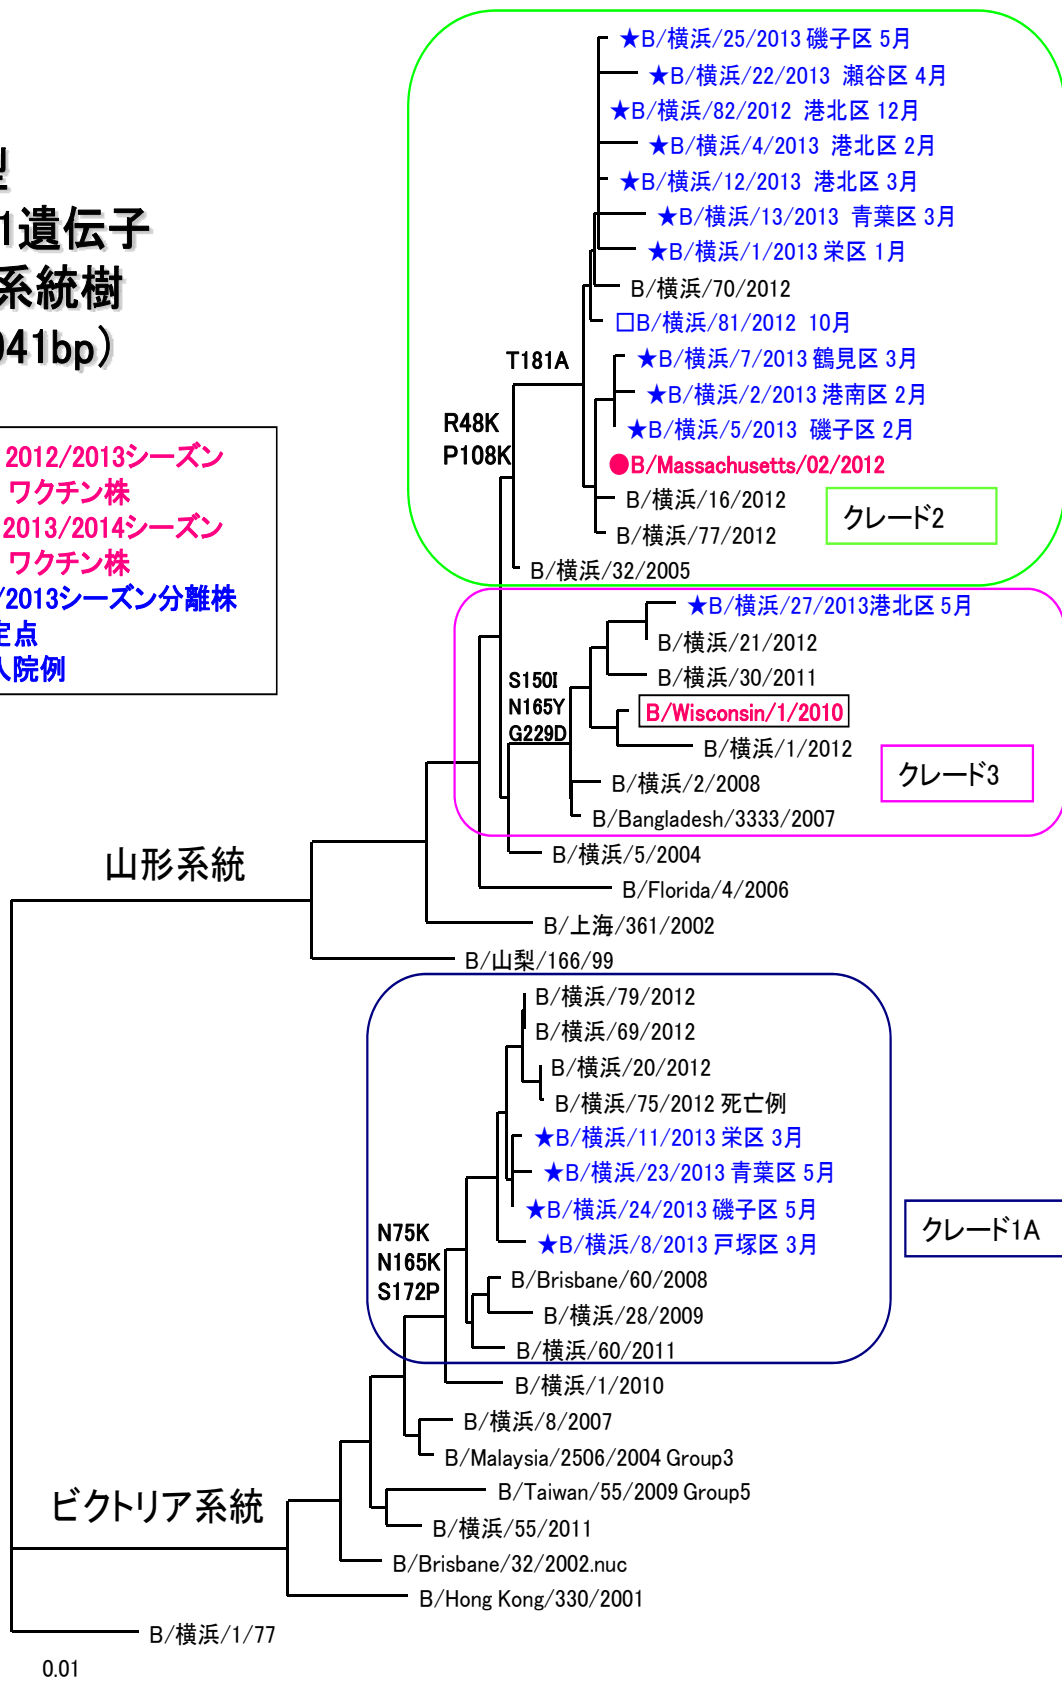 ★B/横浜/25/2013 磯子区 5月
★B/横浜/22/2013 瀬谷区 4月
★B/横浜/82/2012 港北区 12月
★B/横浜/4/2013 港北区 2月
★B/横浜/12/2013 港北区 3月
★B/横浜/13/2013 青葉区 3月
★B/横浜/1/2013 栄区 1月
B/横浜/70/2012
□B/横浜/81/2012 10月
★B/横浜/7/2013 鶴見区 3月
★B/横浜/2/2013 港南区 2月
★B/横浜/5/2013 磯子区 2月
●B/Massachusetts/02/2012
B/横浜/16/2012
B/横浜/77/2012
B/横浜/32/2005
T181A
R48K
P108K
クレード2
型
1遺伝子
系統樹
041bp）
2012/2013シーズン
ワクチン株
2013/2014シーズン
ワクチン株
/2013シーズン分離株
定点
入院例
★B/横浜/27/2013港北区 5月
B/横浜/21/2012
B/横浜/30/2011
B/Wisconsin/1/2010
B/横浜/1/2012
B/横浜/2/2008
B/Bangladesh/3333/2007
S150I
N165Y
G229D
クレード3
B/横浜/5/2004
B/Florida/4/2006
B/上海/361/2002
B/山梨/166/99
山形系統
B/横浜/79/2012
B/横浜/69/2012
B/横浜/20/2012
B/横浜/75/2012 死亡例
★B/横浜/11/2013 栄区 3月
★B/横浜/23/2013 青葉区 5月
★B/横浜/24/2013 磯子区 5月
★B/横浜/8/2013 戸塚区 3月
B/Brisbane/60/2008
B/横浜/28/2009
B/横浜/60/2011
N75K
N165K
S172P
クレード1A
B/横浜/1/2010
B/横浜/8/2007
B/Malaysia/2506/2004 Group3
B/Taiwan/55/2009 Group5
B/横浜/55/2011
B/Brisbane/32/2002.nuc
B/Hong Kong/330/2001
ビクトリア系統
B/横浜/1/77
0.01